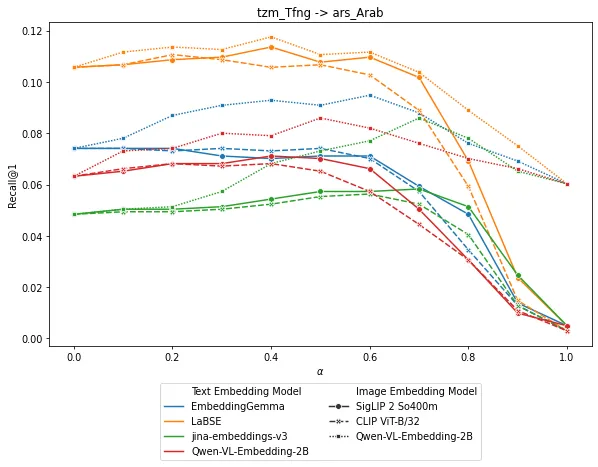 tzm_Tfng -> ars_Arab
Recall@1
0.12
0.10
0.08
0.06
0.04
0.02
0.00
0.0 0.2 0.4 0.6 0.8 1.0
α
Text Embedding Model Image Embedding Model
EmbeddingGemma SigLIP 2 So400m
LaBSE CLIP ViT-B/32
jina-embeddings-v3 Qwen-VL-Embedding-2B
Qwen-VL-Embedding-2B